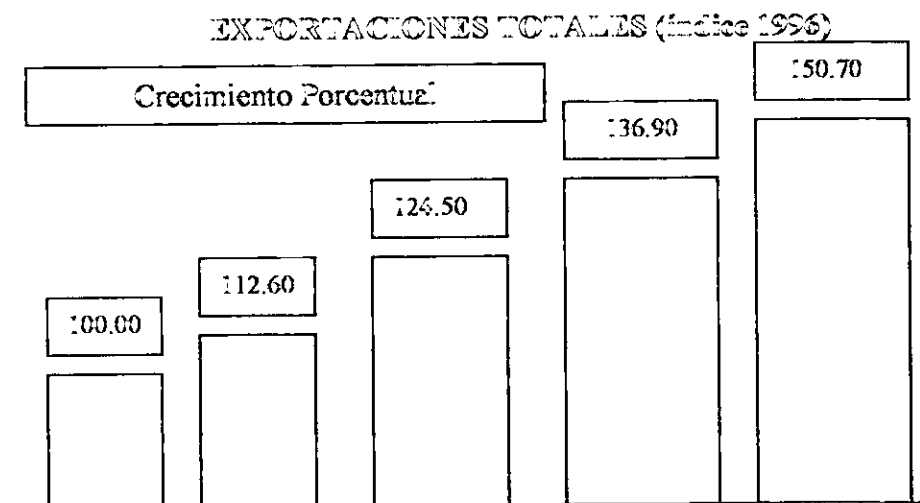 EXPORTACIONES TOTALES (índice 1996)
150.70
Crecimiento Porcentual
136.90
124.50
112.60
100.00